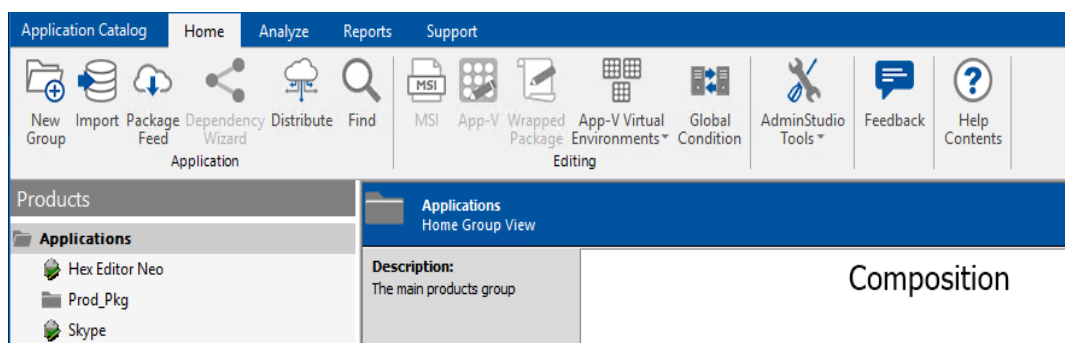 Application Catalog Home Analyze Reports Support
MSI
New Group Import Package Feed Dependency Wizard Distribute Find MSI App-V Wrapped Package App-V Virtual Environments Global Condition AdminStudio Tools Feedback Help Contents
Application Editing
Products
Applications
Hex Editor Neo
Prod_Pkg
Skype
Applications
Home Group View
Description:
The main products group
Composition